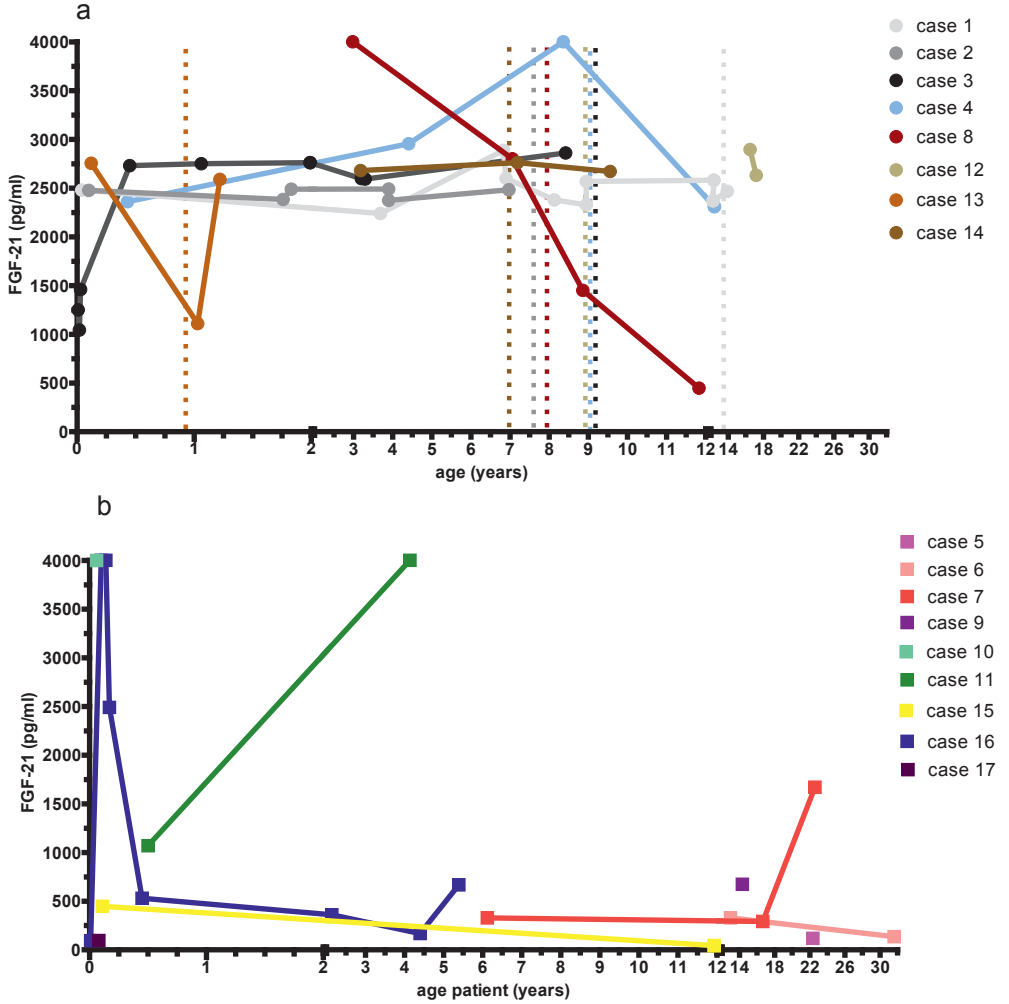 a
4000
3500
3000
2500
2000
1500
1000
500
0
FGF-21 (pg/ml)
0 1 2 3 4 5 6 7 8 9 10 11 12 14 18 22 26 30
age (years)
case 1
case 2
case 3
case 4
case 8
case 12
case 13
case 14
b
4000
3500
3000
2500
2000
1500
1000
500
0
FGF-21 (pg/ml)
0 1 2 3 4 5 6 7 8 9 10 11 12 14 18 22 26 30
age patient (years)
case 5
case 6
case 7
case 9
case 10
case 11
case 15
case 16
case 17